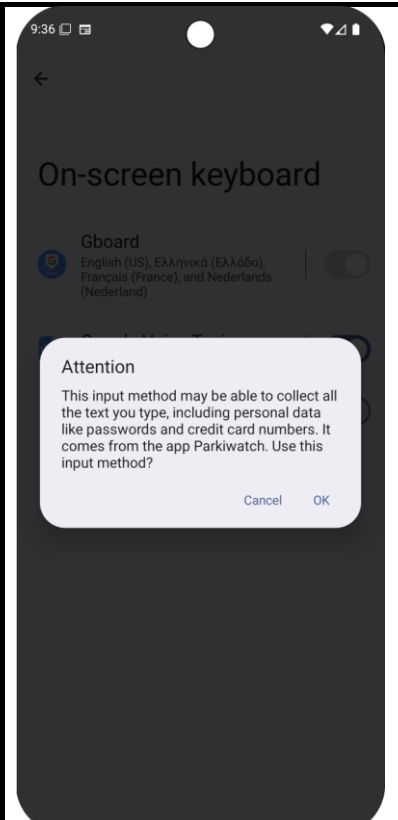 9:36
On-screen keyboard
Gboard
English (US), Ελληνικά (Ελλάδα),
Français (France), and Nederlands
(Nederland)
Attention
This input method may be able to collect all
the text you type, including personal data
like passwords and credit card numbers. It
comes from the app Parkiwatch. Use this
input method?
Cancel OK